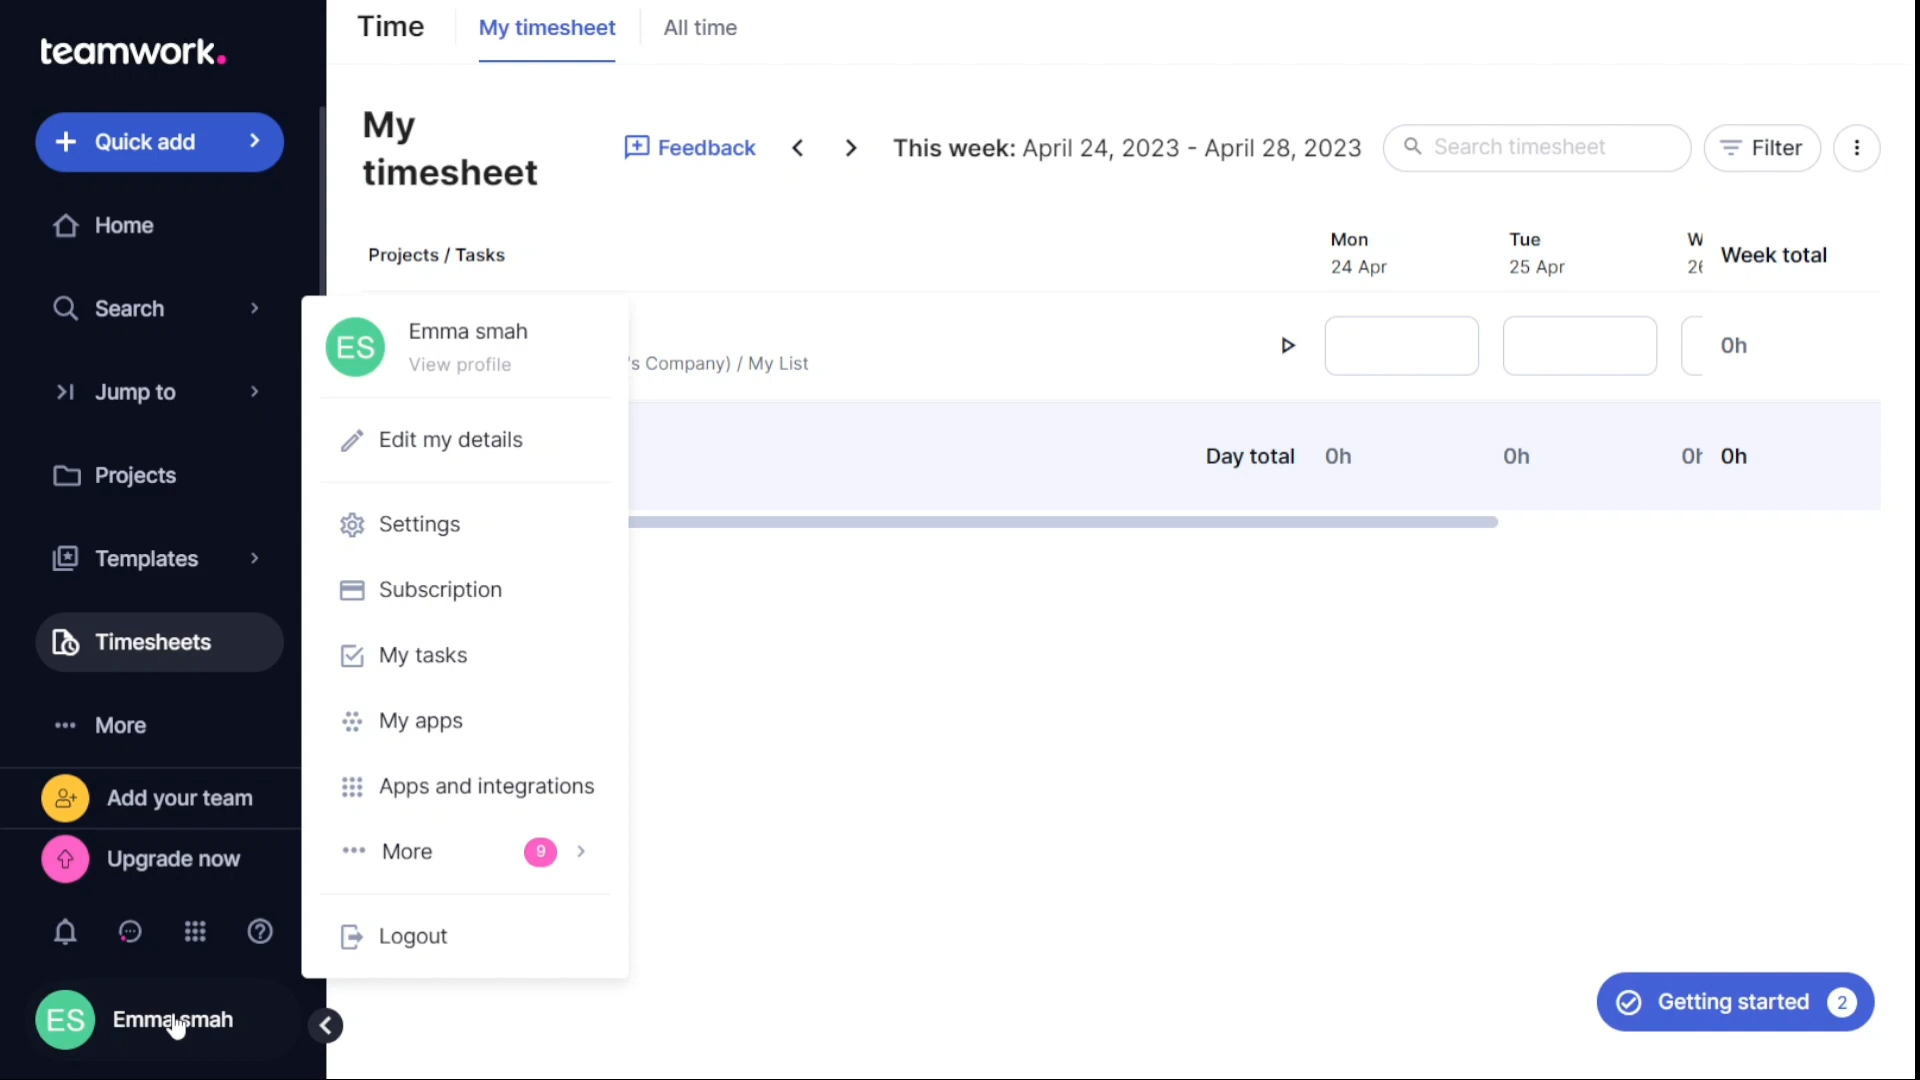 teamwork.
Quick add
Home
Search
Jump to
Projects
Templates
Timesheets
More
Add your team
Upgrade now
ES Emma smah
Time
My timesheet
All time
My
timesheet
Feedback
This week: April 24, 2023 - April 28, 2023
Search timesheet
Filter
Projects / Tasks
Mon
24 Apr
Tue
25 Apr
Week total
's Company) / My List
0h
Day total 0h 0h 0h
ES
Emma smah
View profile
Edit my details
Settings
Subscription
My tasks
My apps
Apps and integrations
More 9
Logout
Getting started 2